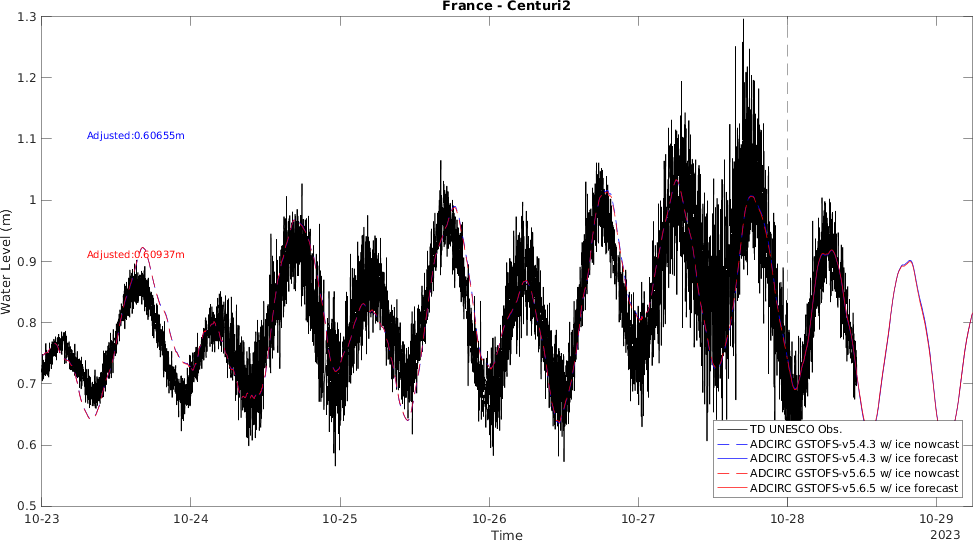 France - Centuri2
1.3
1.2
1.1
1
0.9
0.8
0.7
0.6
0.5
Water Level (m)
Adjusted:0.60655m
Adjusted:0.60937m
TD UNESCO Obs.
ADCIRC GSTOFS-v5.4.3 w/ ice nowcast
ADCIRC GSTOFS-v5.4.3 w/ ice forecast
ADCIRC GSTOFS-v5.6.5 w/ ice nowcast
ADCIRC GSTOFS-v5.6.5 w/ ice forecast
10-23 10-24 10-25 10-26 10-27 10-28 10-29
2023
Time